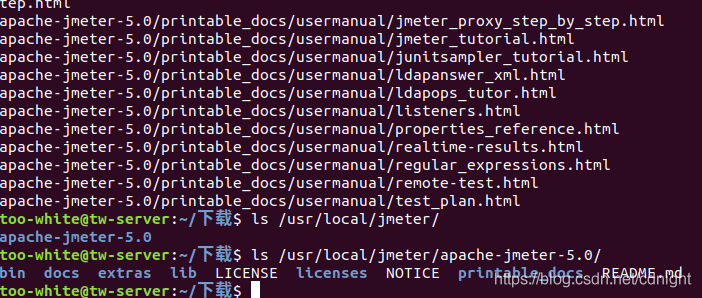 tep.html
apache-jmeter-5.0/printable_docs/usermanual/jmeter_proxy_step_by_step.html
apache-jmeter-5.0/printable_docs/usermanual/jmeter_tutorial.html
apache-jmeter-5.0/printable_docs/usermanual/junitsampler_tutorial.html
apache-jmeter-5.0/printable_docs/usermanual/ldapanswer_xml.html
apache-jmeter-5.0/printable_docs/usermanual/ldapops_tutor.html
apache-jmeter-5.0/printable_docs/usermanual/listeners.html
apache-jmeter-5.0/printable_docs/usermanual/properties_reference.html
apache-jmeter-5.0/printable_docs/usermanual/realtime-results.html
apache-jmeter-5.0/printable_docs/usermanual/regular_expressions.html
apache-jmeter-5.0/printable_docs/usermanual/remote-test.html
apache-jmeter-5.0/printable_docs/usermanual/test_plan.html
too-white@tw-server:~/下载$ ls /usr/local/jmeter/
apache-jmeter-5.0
too-white@tw-server:~/下载$ ls /usr/local/jmeter/apache-jmeter-5.0/
bin docs extras lib LICENSE licenses NOTICE printable_docs README.md
https://blog.csdn.net/cdnight
too-white@tw-server:~/下载$